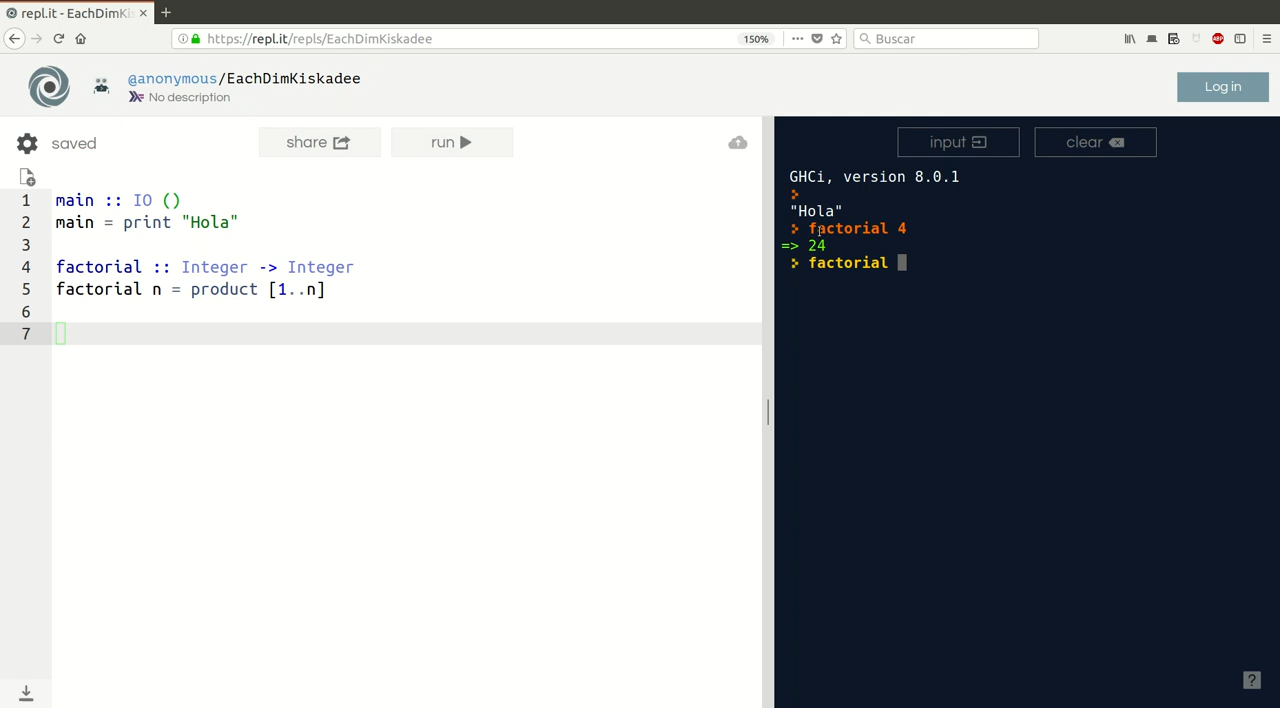 repl.it - EachDimKis
https://repl.it/repls/EachDimKiskadee
150%
Buscar
ABP
@anonymous/EachDimKiskadee
No description
Log in
saved
share
run
input
clear
1 main :: IO ()
2 main = print "Hola"
3
4 factorial :: Integer -> Integer
5 factorial n = product [1..n]
6
7
GHCi, version 8.0.1
"Hola"
factorial 4
=> 24
factorial
?